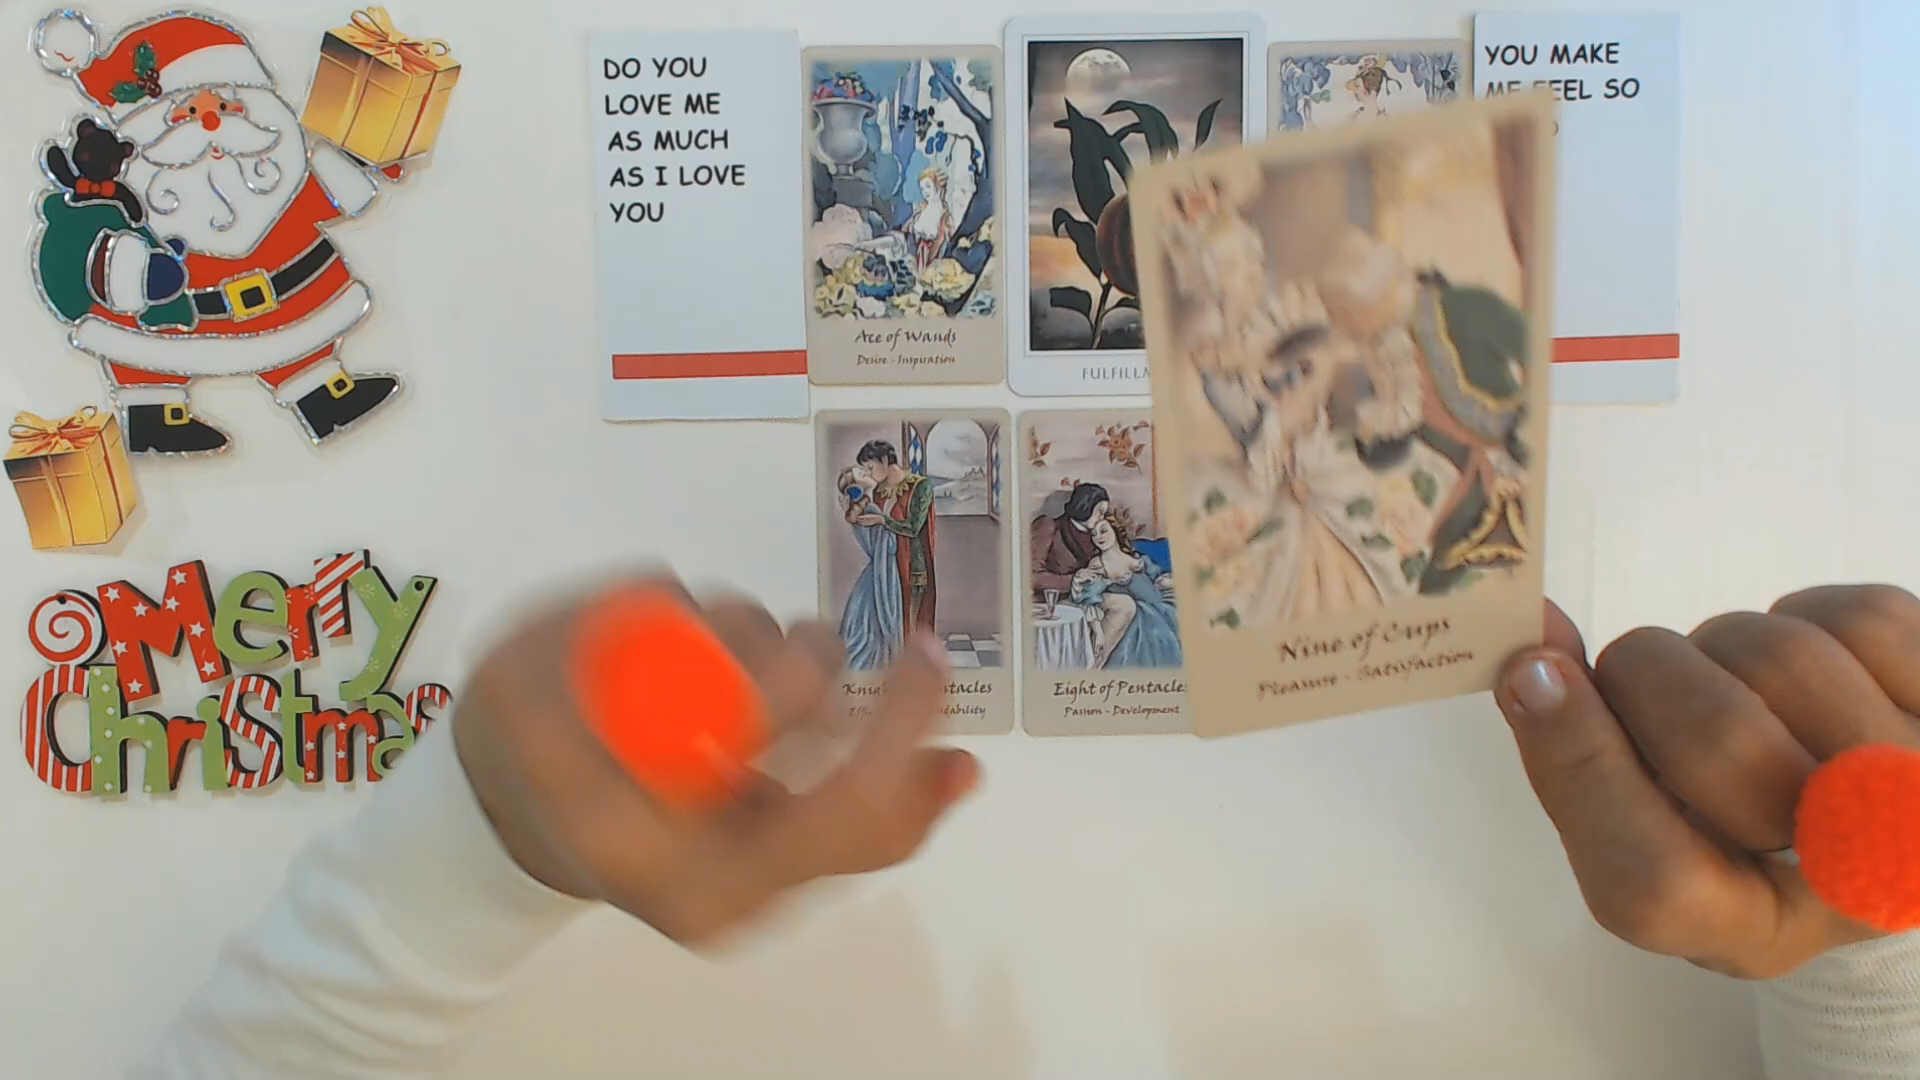 DO YOU
LOVE ME
AS MUCH
AS I LOVE
YOU
Ace of Wands
Desire - Inspiration
YOU MAKE
ME FEEL SO
Nine of Cups
Pleasure - Satisfaction
Eight of Pentacles
Passion - Development
Merry
Christmas